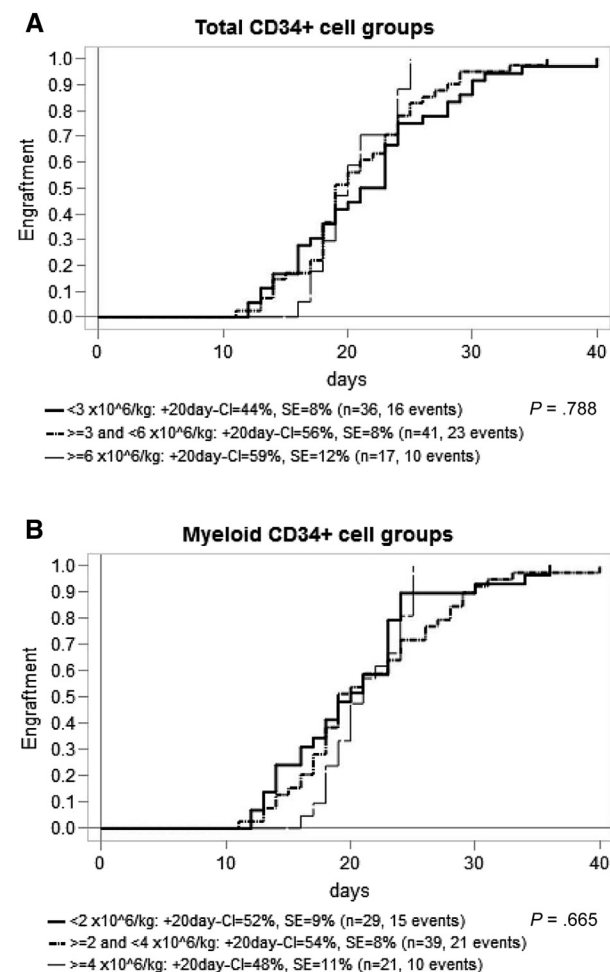 A
Total CD34+ cell groups
1.0
0.9
0.8
0.7
0.6
0.5
0.4
0.3
0.2
0.1
0.0
Engraftment
0 10 20 30 40
days
<3 x10^6/kg: +20day-CI=44%, SE=8% (n=36, 16 events) P = .788
>=3 and <6 x10^6/kg: +20day-CI=56%, SE=8% (n=41, 23 events)
>=6 x10^6/kg: +20day-CI=59%, SE=12% (n=17, 10 events)
B
Myeloid CD34+ cell groups
1.0
0.9
0.8
0.7
0.6
0.5
0.4
0.3
0.2
0.1
0.0
Engraftment
0 10 20 30 40
days
<2 x10^6/kg: +20day-CI=52%, SE=9% (n=29, 15 events) P = .665
>=2 and <4 x10^6/kg: +20day-CI=54%, SE=8% (n=39, 21 events)
>=4 x10^6/kg: +20day-CI=48%, SE=11% (n=21, 10 events)